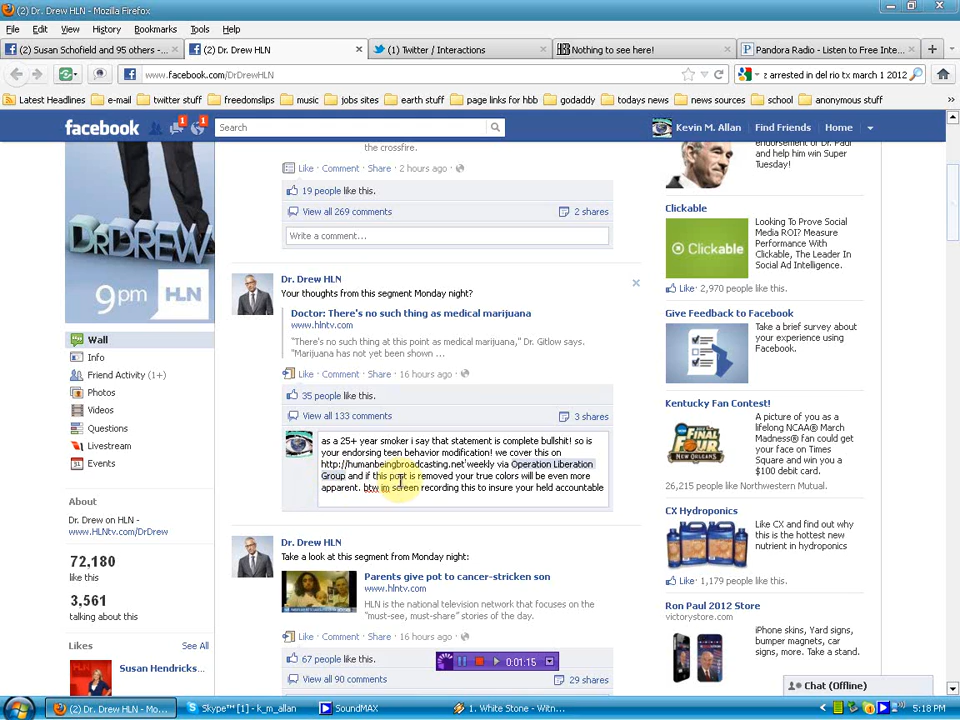 (2) Dr. Drew HLN - Mozilla Firefox
File Edit View History Bookmarks Tools Help
(2) Susan Schofield and 95 others - ...
(2) Dr. Drew HLN
(1) Twitter / Interactions
Nothing to see here!
Pandora Radio - Listen to Free Inte...
www.facebook.com/DrDrewHLN
z arrested in del rio tx march 1 2012
Latest Headlines e-mail twitter stuff freedomslips music jobs sites earth stuff page links for hbb godaddy todays news news sources school anonymous stuff
facebook
1 1
Search
Kevin M. Allan Find Friends Home
DR DREW
9pm HLN
Wall
Info
Friend Activity (1+)
Photos
Videos
Questions
Livestream
Events
About
Dr. Drew on HLN -
www.HLNtv.com/DrDrew
72,180
like this
3,561
talking about this
Likes See All
Susan Hendricks...
the crossfire.
Like · Comment · Share · 2 hours ago
19 people like this.
View all 269 comments 2 shares
Write a comment...
Dr. Drew HLN
Your thoughts from this segment Monday night?
Doctor: There's no such thing as medical marijuana
www.hlntv.com
"There's no such thing at this point as medical marijuana," Dr. Gitlow says.
"Marijuana has not yet been shown ...
Like · Comment · Share · 16 hours ago
35 people like this.
View all 133 comments 3 shares
as a 25+ year smoker i say that statement is complete bullshit! so is
your endorsing teen behavior modification! we cover this on
http://humanbeingbroadcasting.net'weekly via Operation Liberation
Group and if this post is removed your true colors will be even more
apparent. btw im screen recording this to insure your held accountable
Dr. Drew HLN
Take a look at this segment from Monday night:
Parents give pot to cancer-stricken son
www.hlntv.com
HLN is the national television network that focuses on the
"must-see, must-share" stories of the day.
Like · Comment · Share · 16 hours ago
67 people like this.
View all 90 comments 29 shares
0:01:15
endorsement of Dr. Paul
and help him win Super
Tuesday!
Clickable
Looking To Prove Social
Media ROI? Measure
Performance With
Clickable, The Leader In
Social Ad Intelligence.
Clickable
Like · 2,970 people like this.
Give Feedback to Facebook
Take a brief survey about
your experience using
Facebook.
Kentucky Fan Contest!
A picture of you as a
lifelong NCAA® March
Madness® fan could get
your face on Times
Square and win you a
$100 debit card.
26,215 people like Northwestern Mutual.
CX Hydroponics
Like CX and find out why
this is the hottest new
nutrient in hydroponics
Like · 1,179 people like this.
Ron Paul 2012 Store
victorystore.com
iPhone skins, Yard signs,
bumper magnets, car
signs, more. Take a stand.
Chat (Offline)
(2) Dr. Drew HLN - Mo...
Skype™ [1] - k_m_allan
SoundMAX
1. White Stone - Witn...
5:18 PM